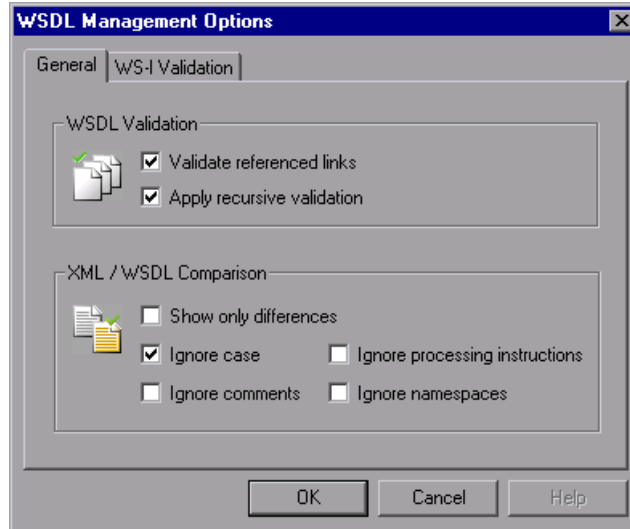 WSDL Management Options
General
WS-I Validation
WSDL Validation
Validate referenced links
Apply recursive validation
XML / WSDL Comparison
Show only differences
Ignore case
Ignore processing instructions
Ignore comments
Ignore namespaces
OK
Cancel
Help